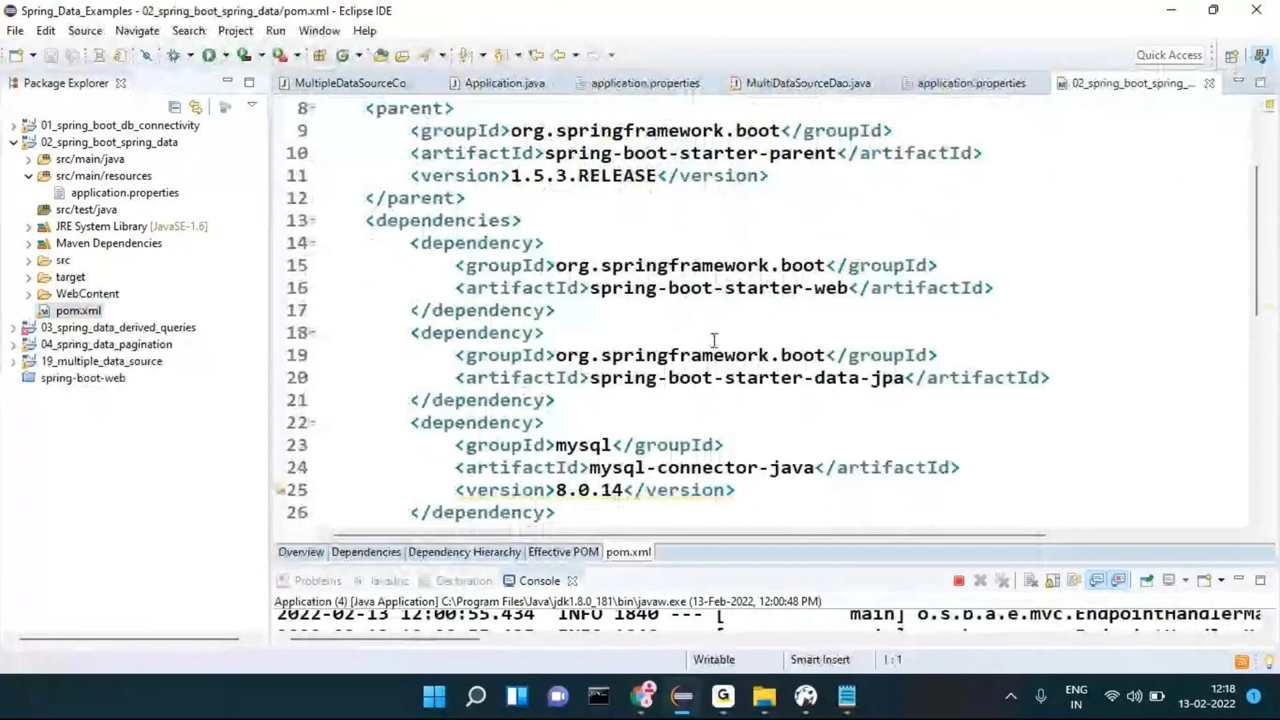 Spring_Data_Examples - 02_spring_boot_spring_data/pom.xml - Eclipse IDE
File Edit Source Navigate Search Project Run Window Help
Quick Access
Package Explorer
MultipleDataSourceCo
Application.java
application.properties
MultiDataSourceDao.java
application.properties
02_spring_boot_spring_...
01_spring_boot_db_connectivity
02_spring_boot_spring_data
src/main/java
src/main/resources
application.properties
src/test/java
JRE System Library [JavaSE-1.6]
Maven Dependencies
src
target
WebContent
pom.xml
03_spring_data_derived_queries
04_spring_data_pagination
19_multiple_data_source
spring-boot-web
8 <parent>
9 <groupId>org.springframework.boot</groupId>
10 <artifactId>spring-boot-starter-parent</artifactId>
11 <version>1.5.3.RELEASE</version>
12 </parent>
13 <dependencies>
14 <dependency>
15 <groupId>org.springframework.boot</groupId>
16 <artifactId>spring-boot-starter-web</artifactId>
17 </dependency>
18 <dependency>
19 <groupId>org.springframework.boot</groupId>
20 <artifactId>spring-boot-starter-data-jpa</artifactId>
21 </dependency>
22 <dependency>
23 <groupId>mysql</groupId>
24 <artifactId>mysql-connector-java</artifactId>
25 <version>8.0.14</version>
26 </dependency>
Overview Dependencies Dependency Hierarchy Effective POM pom.xml
Problems Javadoc Declaration Console
Application (4) [Java Application] C:\Program Files\Java\jdk1.8.0_181\bin\javaw.exe (13-Feb-2022, 12:00:48 PM)
2022-02-13 12:00:55.434 INFO 1840 --- [ main] o.s.b.a.e.mvc.EndpointHandlerMa
Writable Smart Insert 1 : 1
ENG
IN
12:18
13-02-2022
1